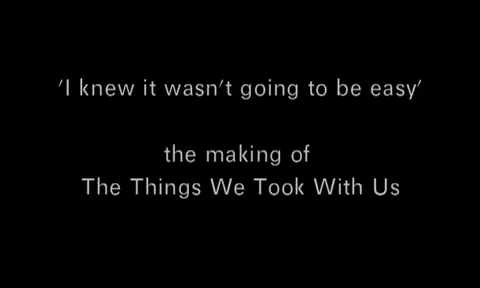 'I knew it wasn't going to be easy'
the making of
The Things We Took With Us